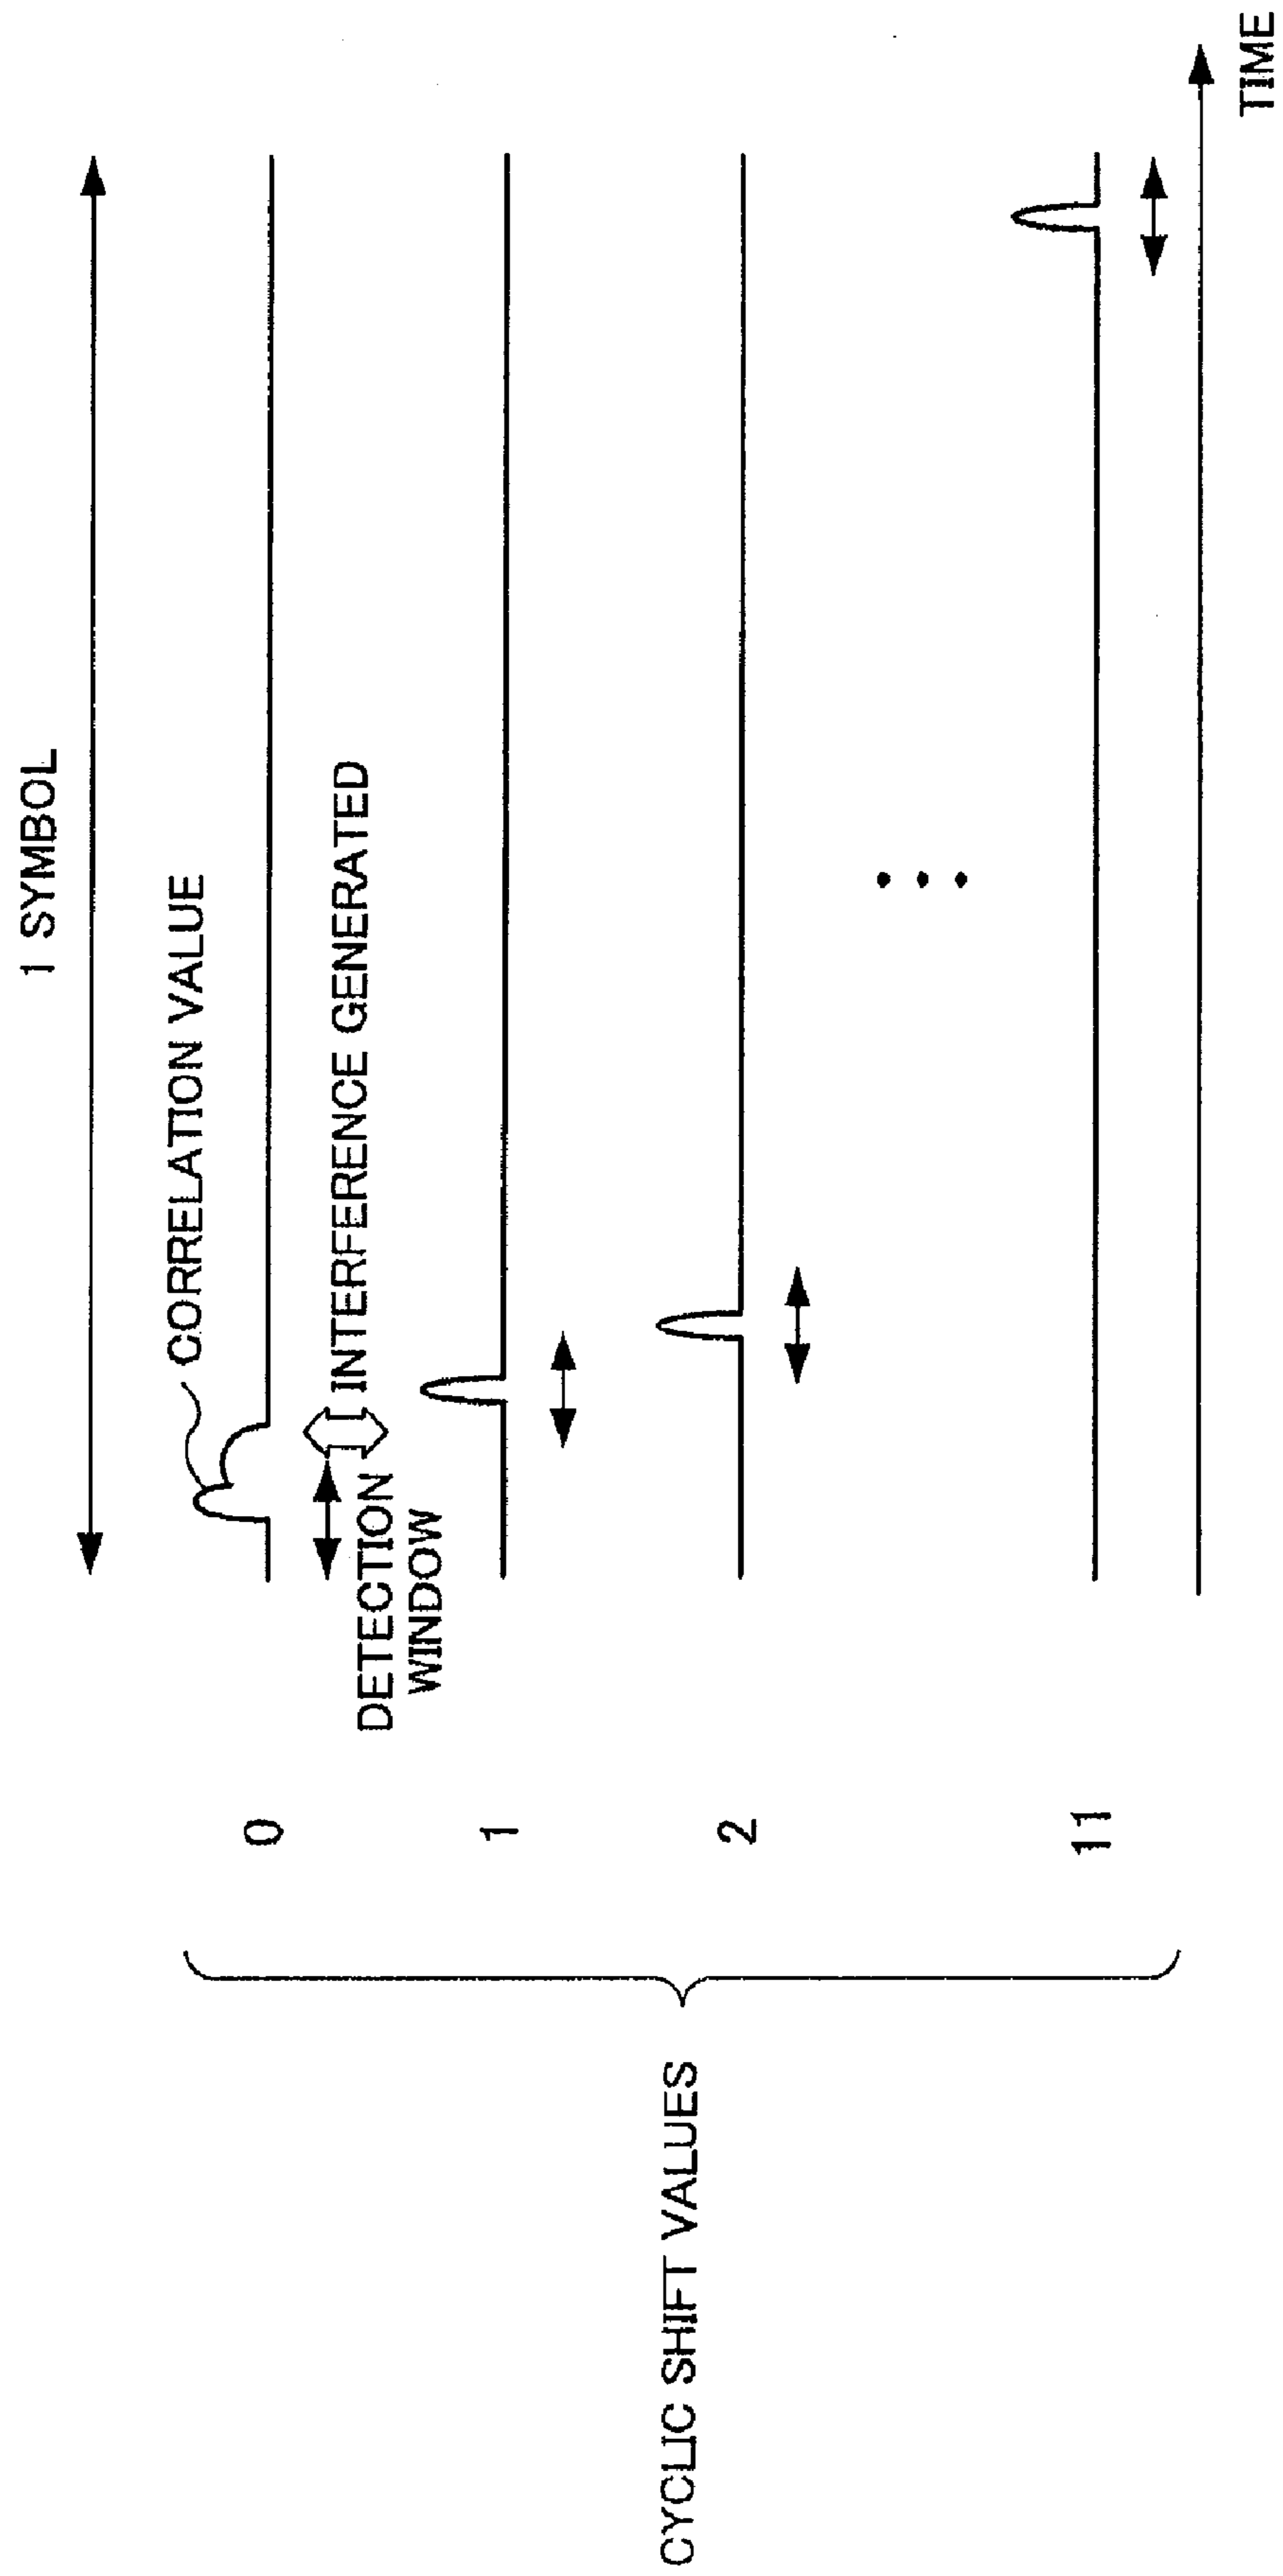 1 SYMBOL
CORRELATION VALUE
0
INTERFERENCE GENERATED
DETECTION
WINDOW
1
2
11
CYCLIC SHIFT VALUES
TIME